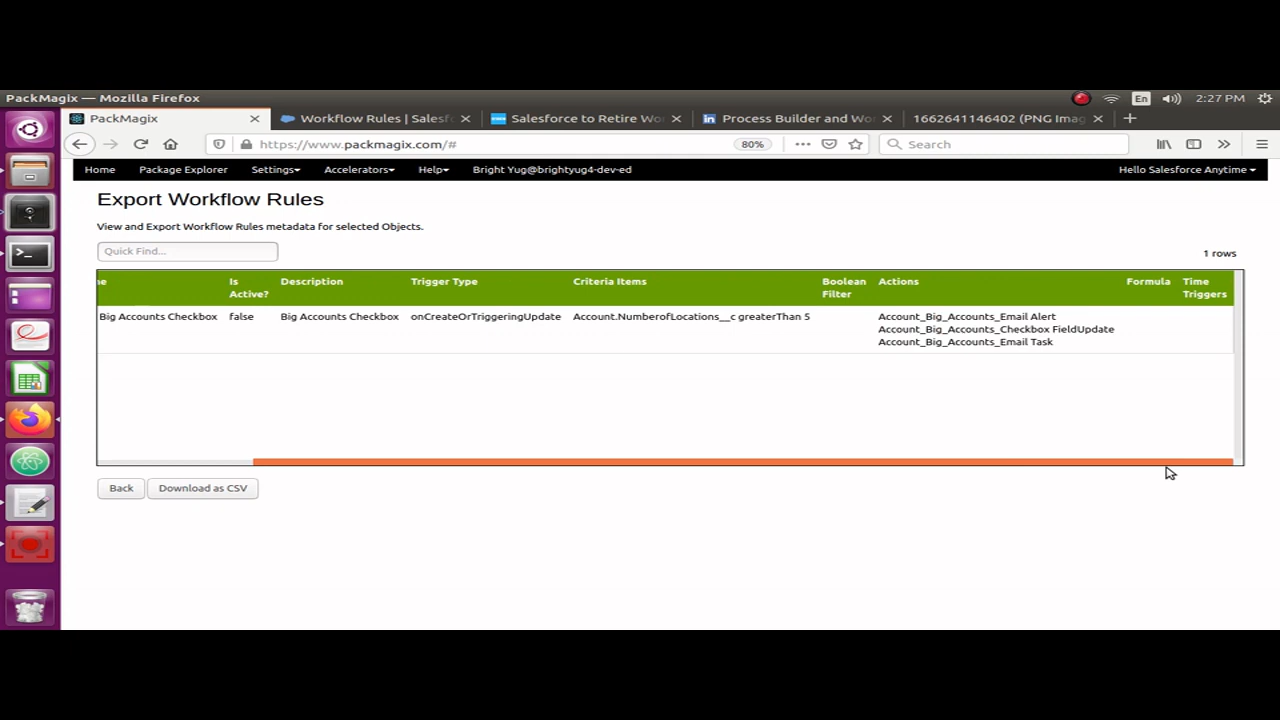 PackMagix — Mozilla Firefox
En
2:27 PM
PackMagix
Workflow Rules | Salesfo
Salesforce to Retire Wo
Process Builder and Wo
1662641146402 (PNG Imag
https://www.packmagix.com/#
80%
Search
Home
Package Explorer
Settings
Accelerators
Help
Bright Yug@brightyug4-dev-ed
Hello Salesforce Anytime
Export Workflow Rules
View and Export Workflow Rules metadata for selected Objects.
Quick Find...
1 rows
e Is Active? Description Trigger Type Criteria Items Boolean Filter Actions Formula Time Triggers
Big Accounts Checkbox false Big Accounts Checkbox onCreateOrTriggeringUpdate Account.NumberofLocations__c greaterThan 5 Account_Big_Accounts_Email Alert
Account_Big_Accounts_Checkbox FieldUpdate
Account_Big_Accounts_Email Task
Back
Download as CSV